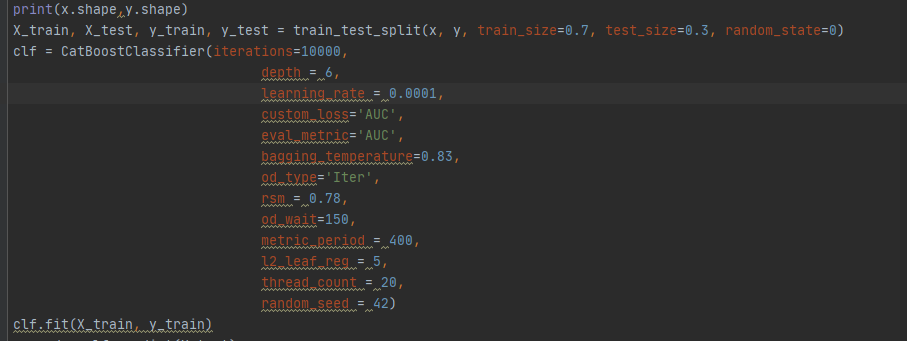 print(x.shape,y.shape)
X_train, X_test, y_train, y_test = train_test_split(x, y, train_size=0.7, test_size=0.3, random_state=0)
clf = CatBoostClassifier(iterations=10000,
depth = 6,
learning_rate = 0.0001,
custom_loss='AUC',
eval_metric='AUC',
bagging_temperature=0.83,
od_type='Iter',
rsm = 0.78,
od_wait=150,
metric_period = 400,
l2_leaf_reg = 5,
thread_count = 20,
random_seed = 42)
clf.fit(X_train, y_train)